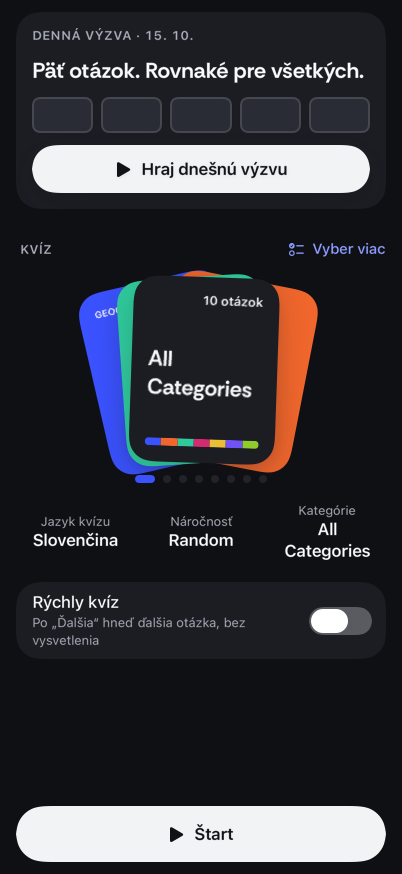 DENNÁ VÝZVA · 15. 10.
Päť otázok. Rovnaké pre všetkých.
Hraj dnešnú výzvu
KVÍZ
Vyber viac
10 otázok
All
Categories
Jazyk kvízu
Slovenčina
Náročnosť
Random
Kategórie
All
Categories
Rýchly kvíz
Po „Ďalšia“ hneď ďalšia otázka, bez
vysvetlenia
Štart